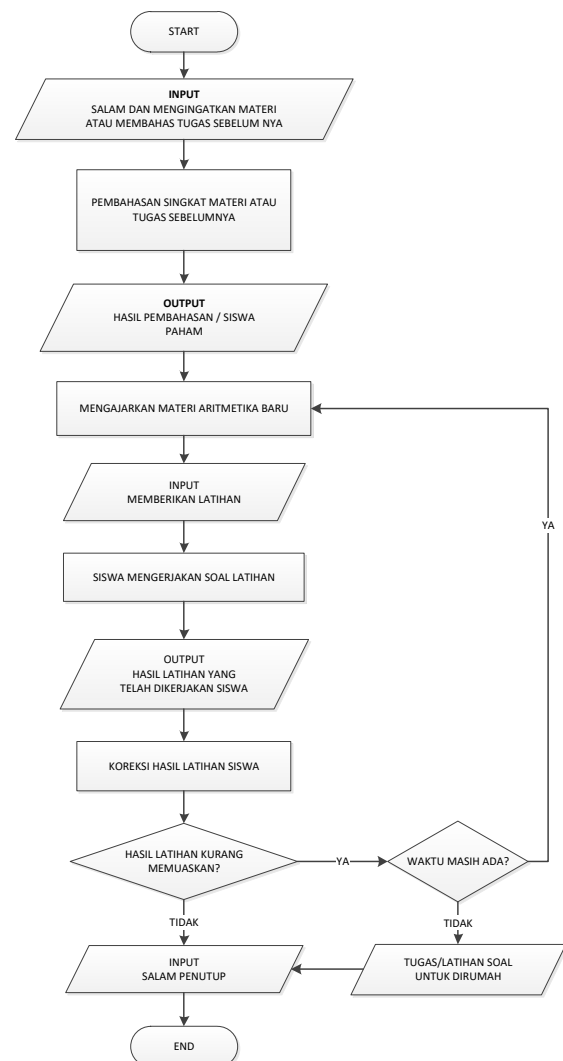 START
INPUT
SALAM DAN MENGINGATKAN MATERI
ATAU MEMBAHAS TUGAS SEBELUM NYA
PEMBAHASAN SINGKAT MATERI ATAU
TUGAS SEBELUMNYA
OUTPUT
HASIL PEMBAHASAN / SISWA
PAHAM
MENGAJARKAN MATERI ARITMETIKA BARU
INPUT
MEMBERIKAN LATIHAN
YA
SISWA MENGERJAKAN SOAL LATIHAN
OUTPUT
HASIL LATIHAN YANG
TELAH DIKERJAKAN SISWA
KOREKSI HASIL LATIHAN SISWA
HASIL LATIHAN KURANG
MEMUASKAN?
YA
WAKTU MASIH ADA?
TIDAK
TIDAK
INPUT
SALAM PENUTUP
TUGAS/LATIHAN SOAL
UNTUK DIRUMAH
END